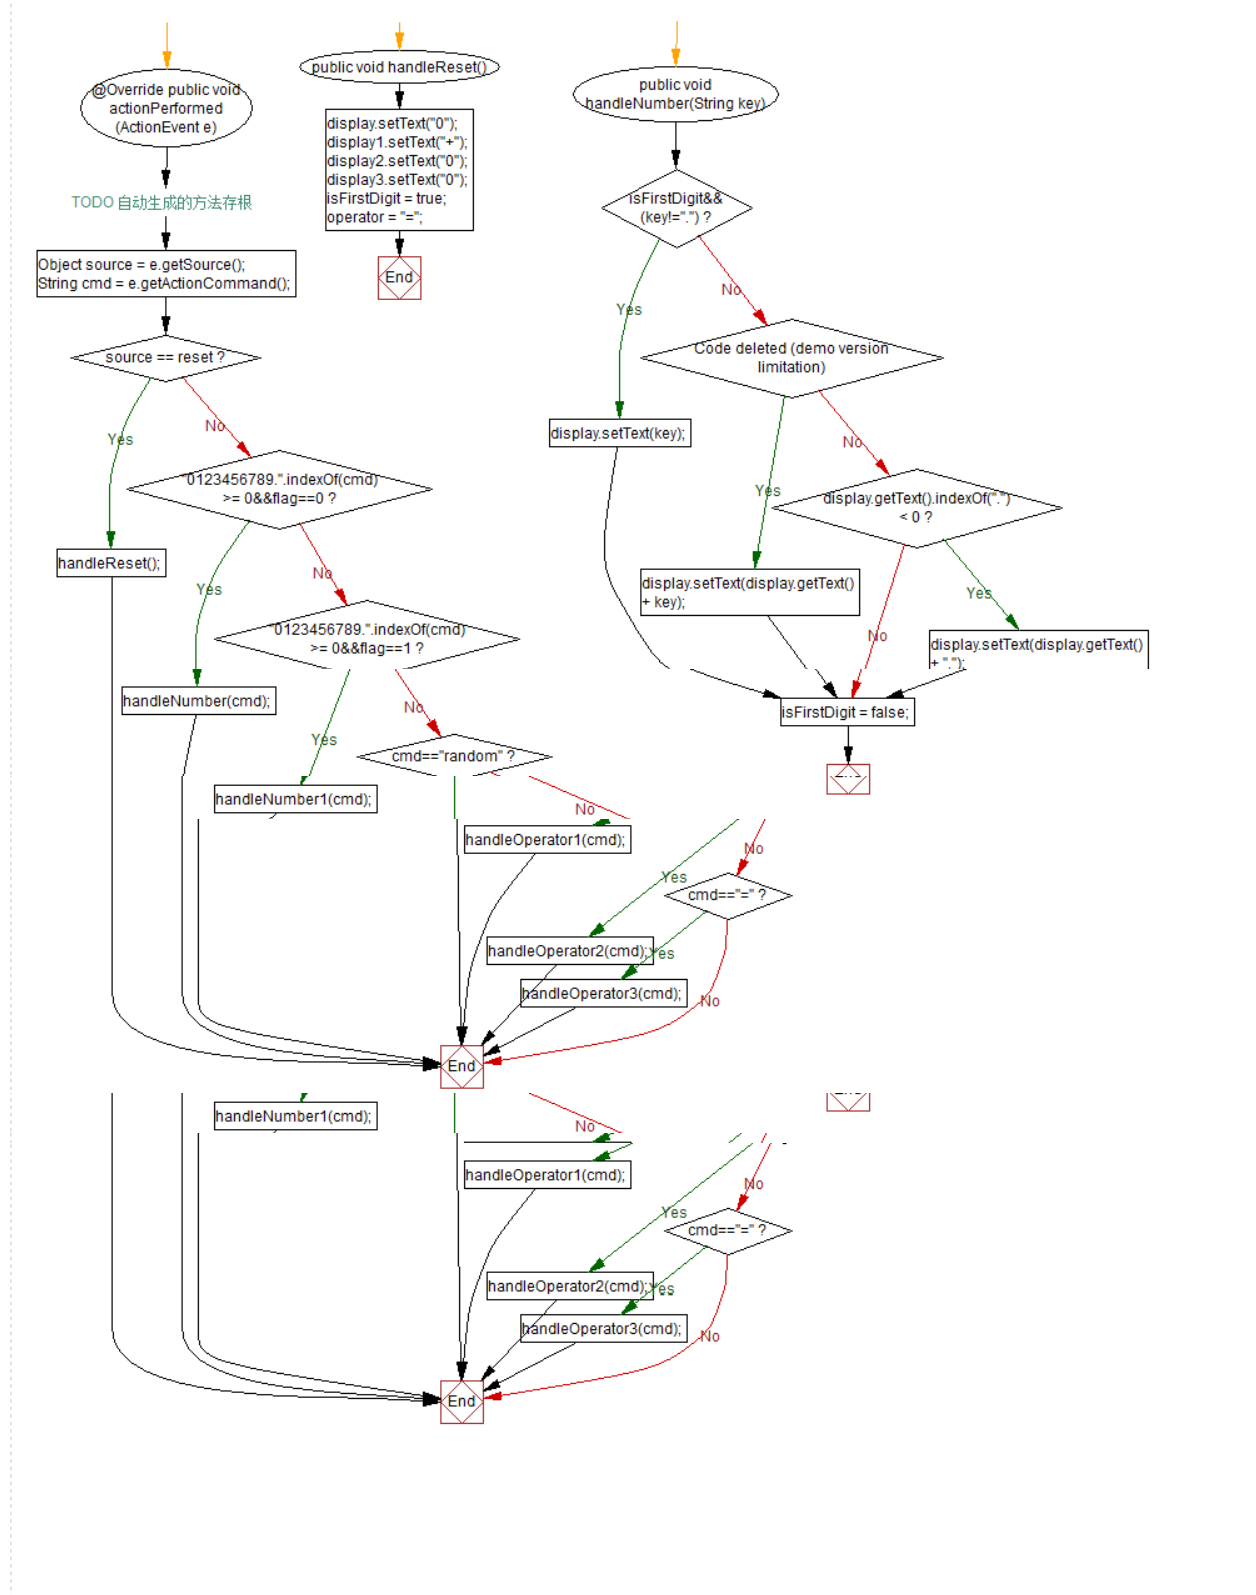 @Override public void
actionPerformed
(ActionEvent e)
TODO 自动生成的方法存根
Object source = e.getSource();
String cmd = e.getActionCommand();
source == reset ?
Yes
No
"0123456789.".indexOf(cmd)
>= 0&&flag==0 ?
handleReset();
Yes
No
"0123456789.".indexOf(cmd)
>= 0&&flag==1 ?
handleNumber(cmd);
Yes
No
cmd=="random" ?
handleNumber1(cmd);
No
handleOperator1(cmd);
No
Yes
cmd=="=" ?
handleOperator2(cmd);
Yes
handleOperator3(cmd);
No
End
public void handleReset()
display.setText("0");
display1.setText("+");
display2.setText("0");
display3.setText("0");
isFirstDigit = true;
operator = "=";
End
public void
handleNumber(String key)
isFirstDigit&&
(key!=".") ?
Yes
No
Code deleted (demo version
limitation)
display.setText(key);
Yes
No
display.getText().indexOf(".")
< 0 ?
display.setText(display.getText()
+ key);
No
Yes
display.setText(display.getText()
+ ".");
isFirstDigit = false;
handleNumber1(cmd);
No
handleOperator1(cmd);
No
Yes
cmd=="=" ?
handleOperator2(cmd);
Yes
handleOperator3(cmd);
No
End